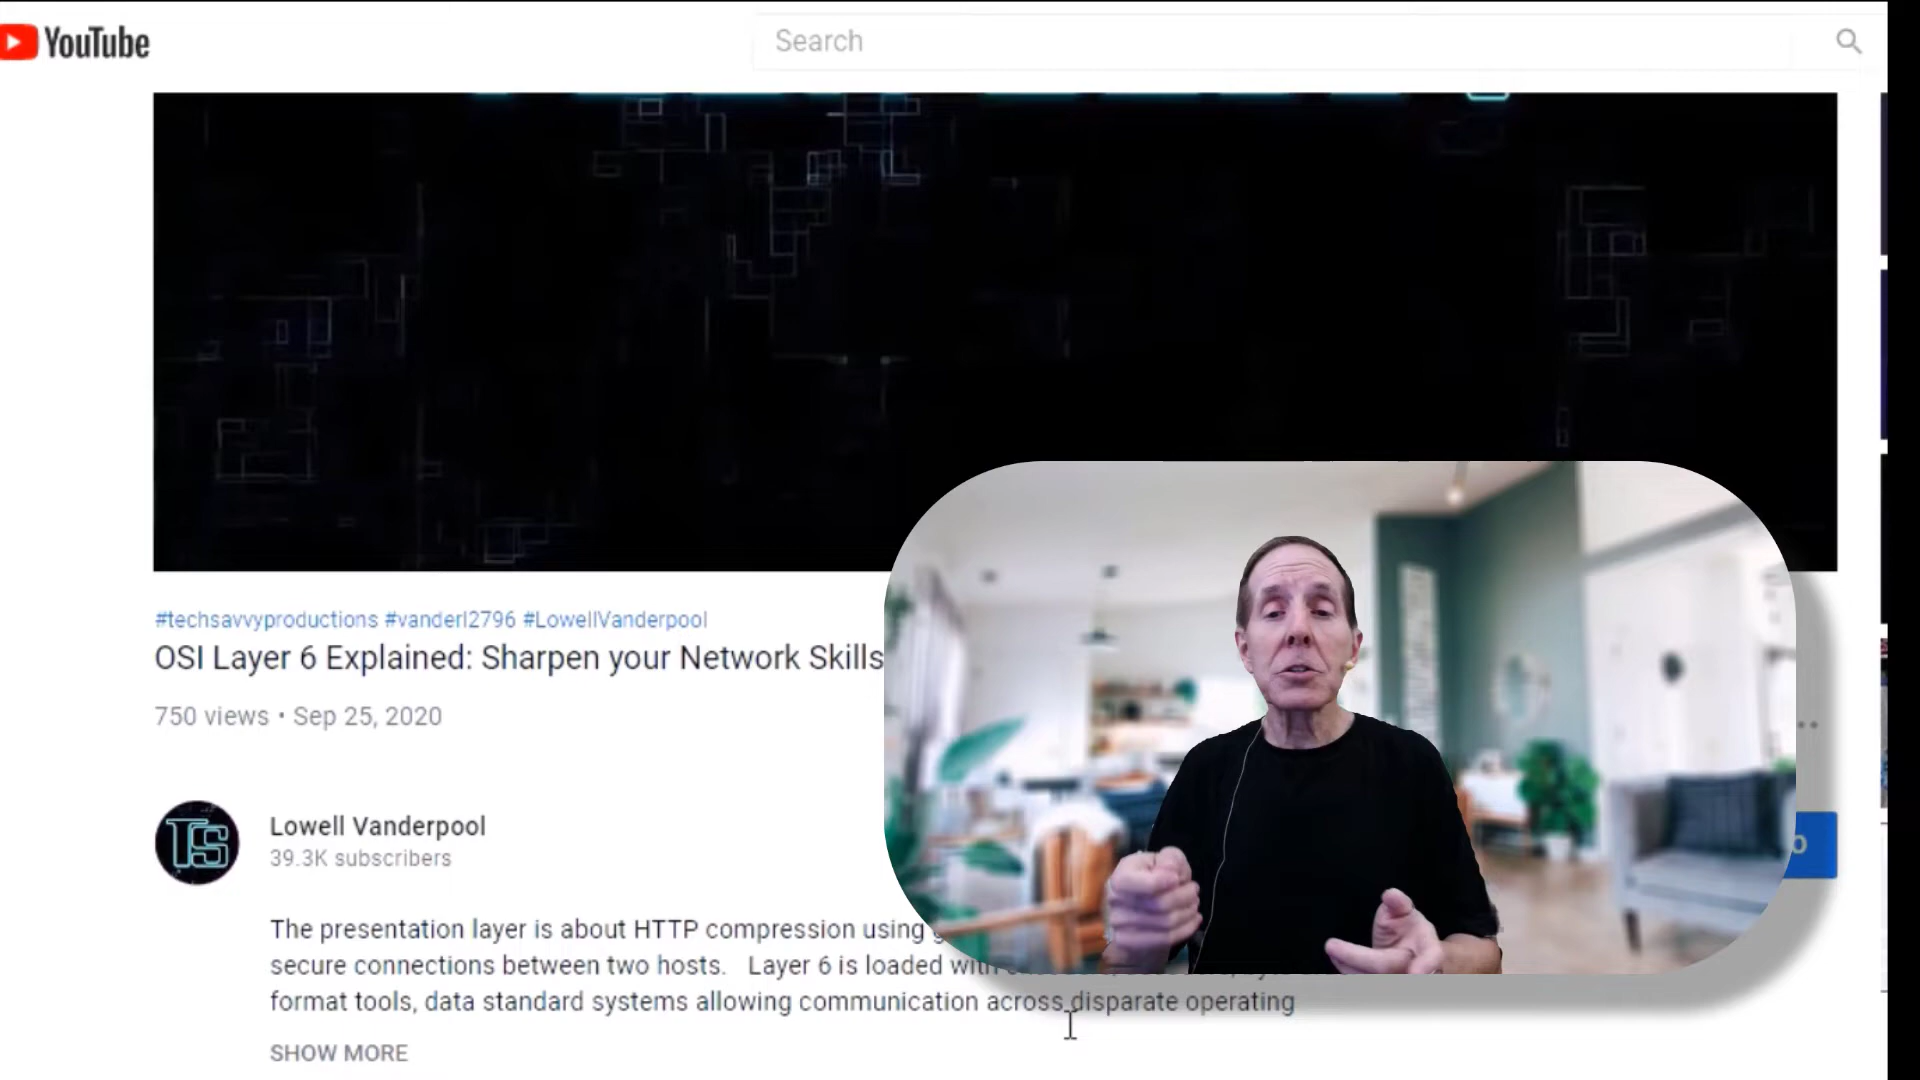 YouTube
Search
#techsavvyproductions #vanderl2796 #LowellVanderpool
OSI Layer 6 Explained: Sharpen your Network Skills
750 views • Sep 25, 2020
TS
Lowell Vanderpool
39.3K subscribers
The presentation layer is about HTTP compression using
secure connections between two hosts. Layer 6 is loaded with
format tools, data standard systems allowing communication across disparate operating
SHOW MORE